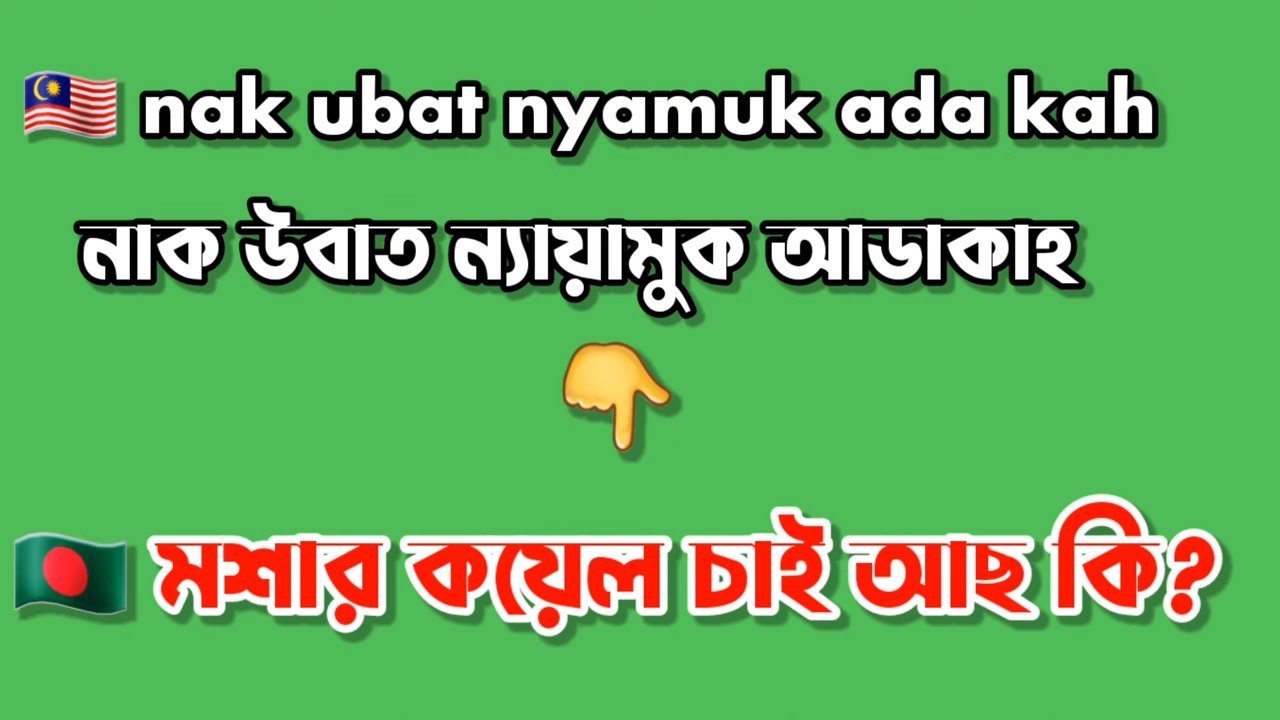 🇲🇾 nak ubat nyamuk ada kah
নাক উবাত ন্যায়ামুক আডাকাহ
👇
🇧🇩 মশার কয়েল চাই আছ কি?